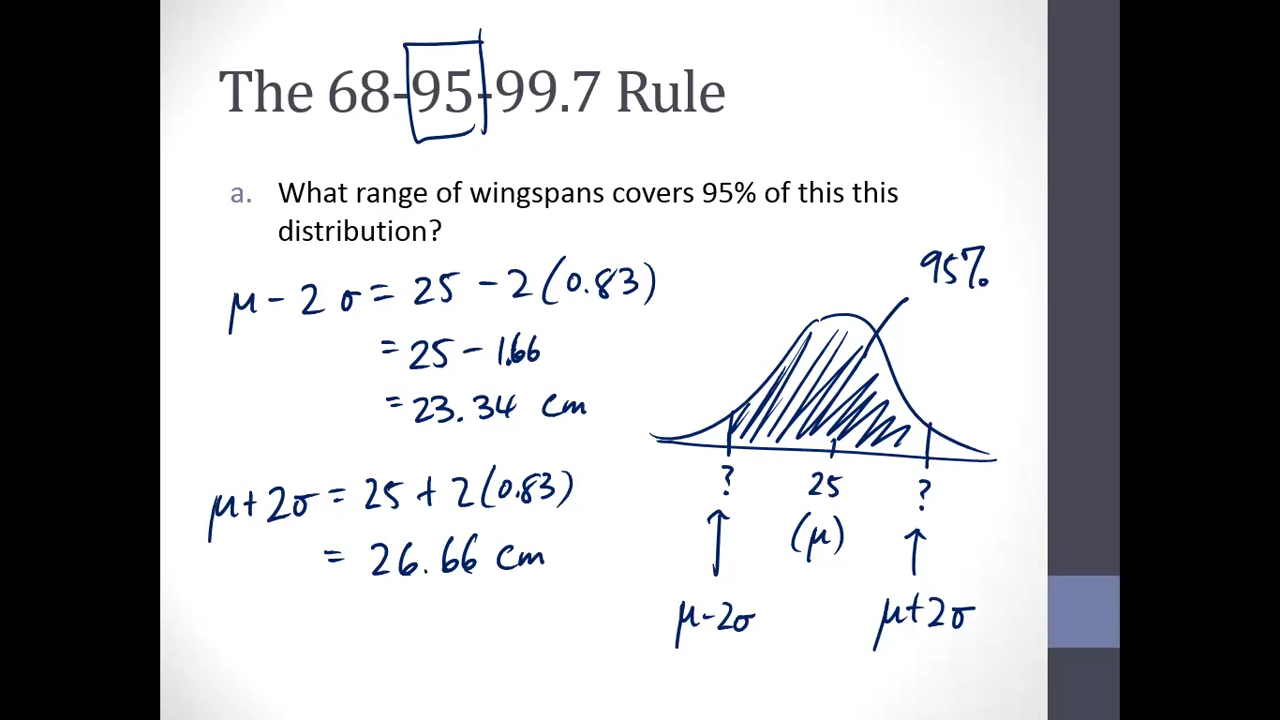 The 68-95-99.7 Rule
a. What range of wingspans covers 95% of this this
distribution?
μ - 2σ = 25 - 2(0.83)
= 25 - 1.66
= 23.34 cm
μ + 2σ = 25 + 2(0.83)
= 26.66 cm
95%
? 25 ?
(μ)
μ-2σ μ+2σ